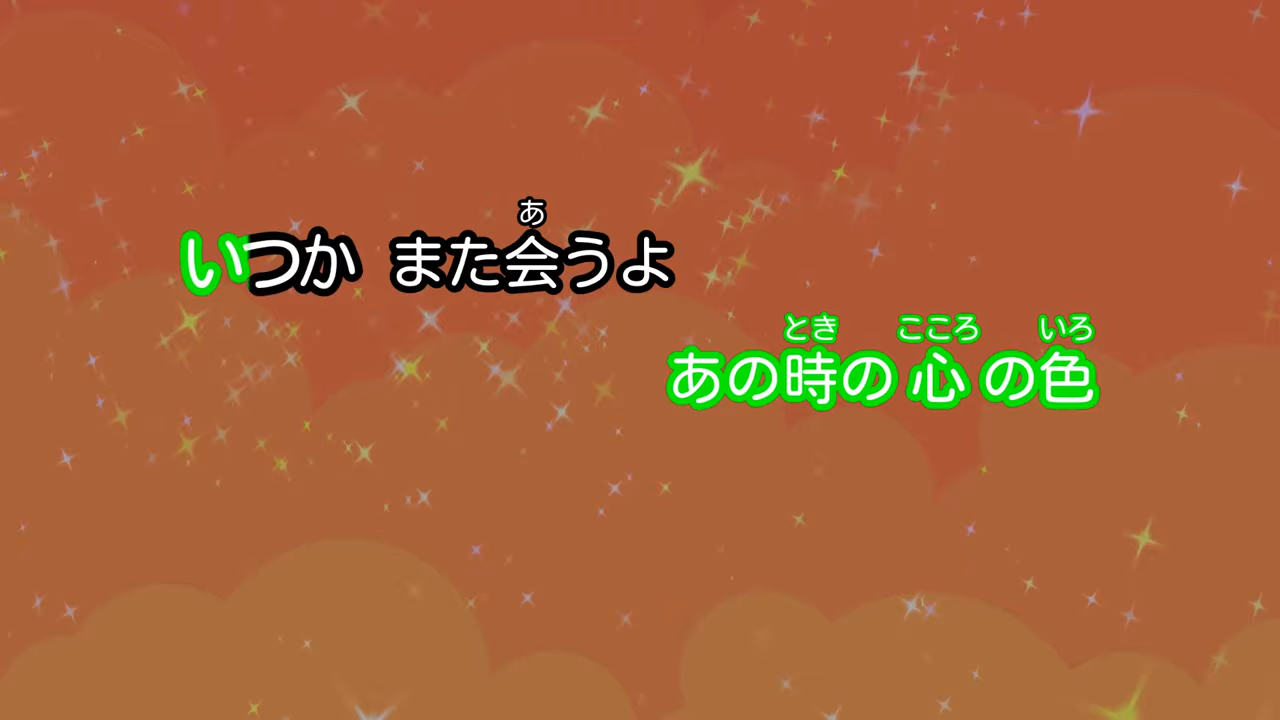 あ
いつか また会うよ
とき こころ いろ
あの時の心の色